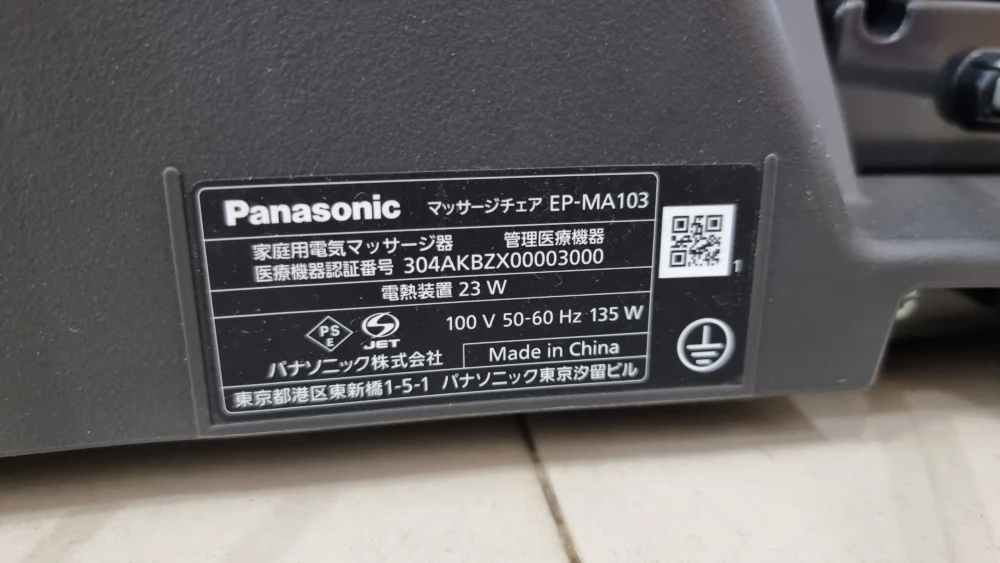 Panasonic マッサージチェア EP-MA103
家庭用電気マッサージ器 管理医療機器
医療機器認証番号 304AKBZX00003000
電熱装置 23 W
PS E JET 100 V 50-60 Hz 135 W
パナソニック株式会社 Made in China
東京都港区東新橋1-5-1 パナソニック東京汐留ビル
1